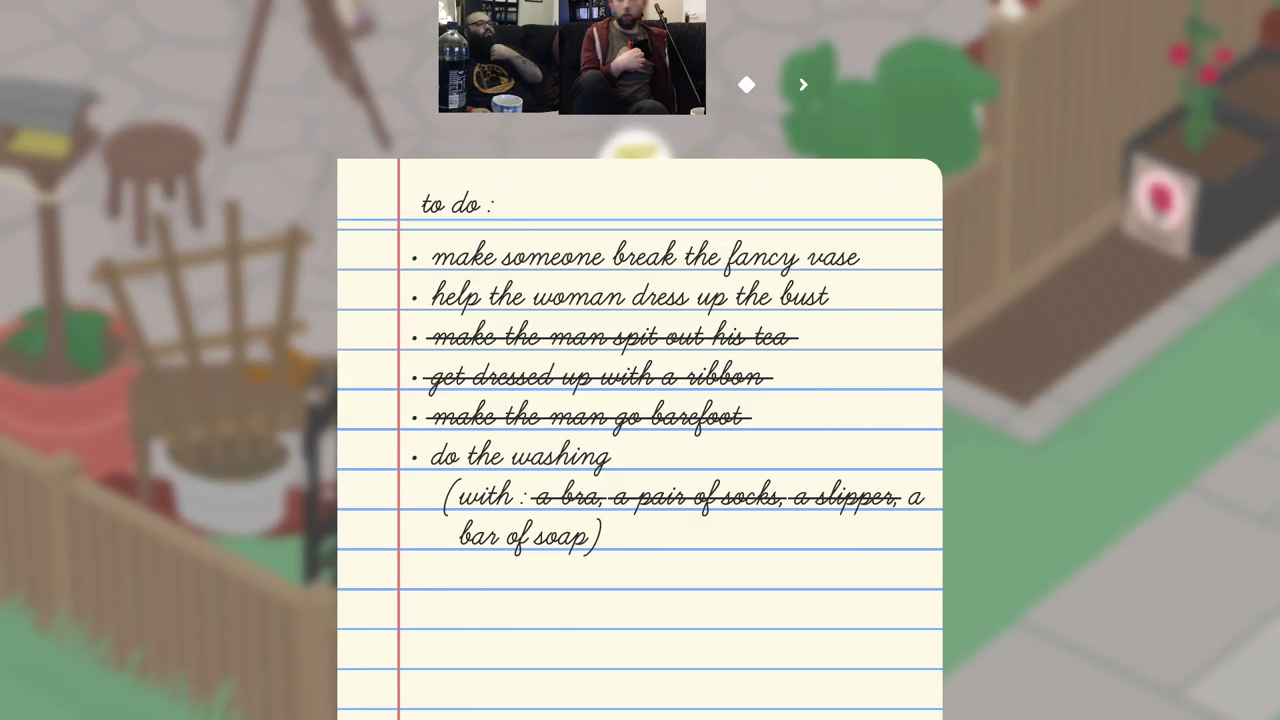 to do :
• make someone break the fancy vase
• help the woman dress up the bust
• make the man spit out his tea
• get dressed up with a ribbon
• make the man go barefoot
• do the washing
(with : a bra, a pair of socks, a slipper, a
bar of soap)